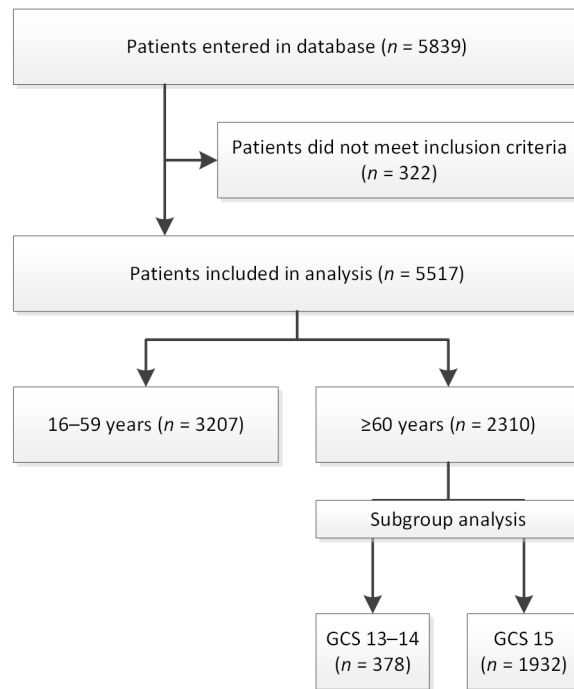 Patients entered in database (n = 5839)
Patients did not meet inclusion criteria
(n = 322)
Patients included in analysis (n = 5517)
16–59 years (n = 3207)
≥60 years (n = 2310)
Subgroup analysis
GCS 13–14
(n = 378)
GCS 15
(n = 1932)